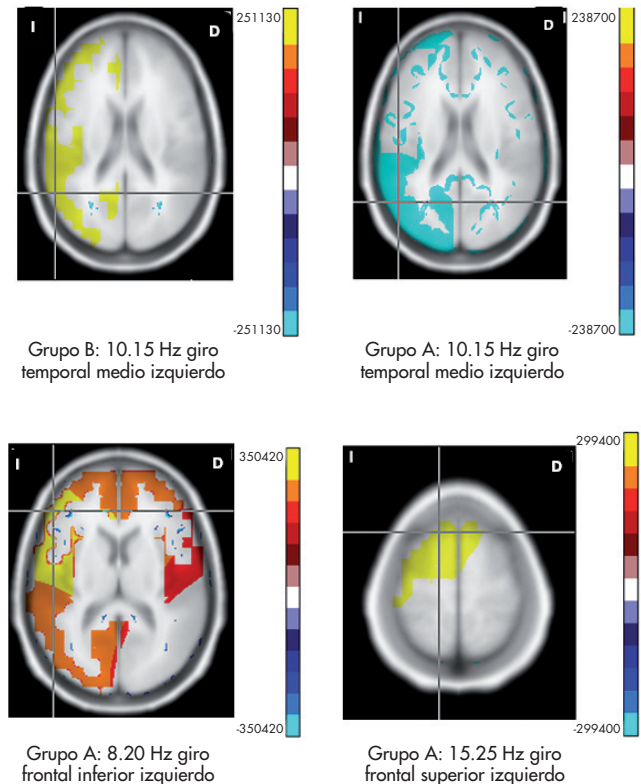 I
D
251130
-251130
Grupo B: 10.15 Hz giro
temporal medio izquierdo
D
238700
-238700
Grupo A: 10.15 Hz giro
temporal medio izquierdo
I
D
350420
-350420
Grupo A: 8.20 Hz giro
frontal inferior izquierdo
I
D
299400
-299400
Grupo A: 15.25 Hz giro
frontal superior izquierdo